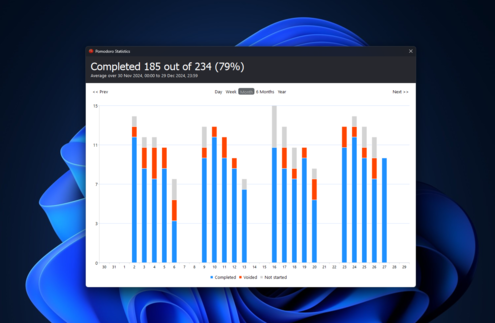 Pomodoro Statistics
Completed 185 out of 234 (79%)
Average over 30 Nov 2024, 00:00 to 29 Dec 2024, 23:59
<< Prev Day Week Month 6 Months Year Next >>
15
11
7
3
0
30 31 1 2 3 4 5 6 7 8 9 10 11 12 13 14 15 16 17 18 19 20 21 22 23 24 25 26 27 28 29
Completed Voided Not started